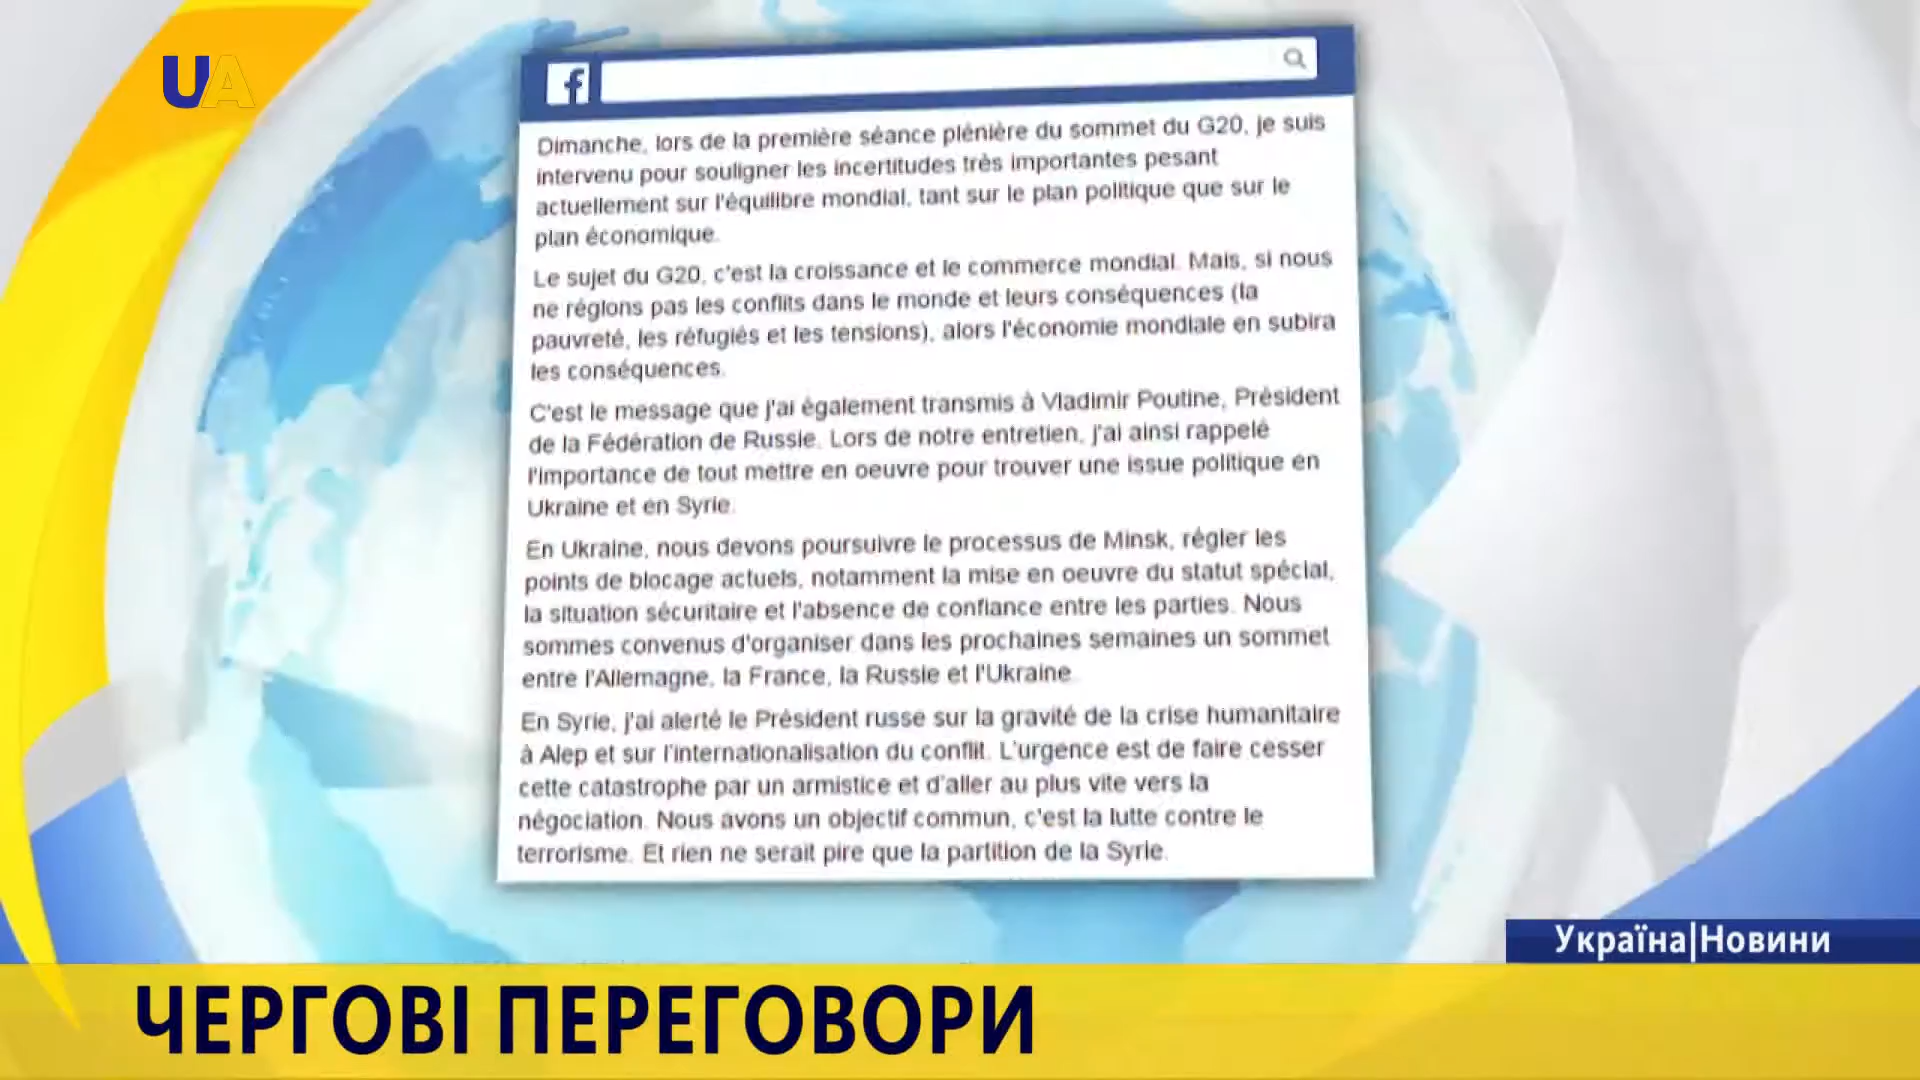 UA
f
Dimanche, lors de la première séance plénière du sommet du G20, je suis
intervenu pour souligner les incertitudes très importantes pesant
actuellement sur l'équilibre mondial, tant sur le plan politique que sur le
plan économique.
Le sujet du G20, c'est la croissance et le commerce mondial. Mais, si nous
ne réglons pas les conflits dans le monde et leurs conséquences (la
pauvreté, les réfugiés et les tensions), alors l'économie mondiale en subira
les conséquences.
C'est le message que j'ai également transmis à Vladimir Poutine, Président
de la Fédération de Russie. Lors de notre entretien, j'ai ainsi rappelé
l'importance de tout mettre en oeuvre pour trouver une issue politique en
Ukraine et en Syrie.
En Ukraine, nous devons poursuivre le processus de Minsk, régler les
points de blocage actuels, notamment la mise en oeuvre du statut spécial,
la situation sécuritaire et l'absence de confiance entre les parties. Nous
sommes convenus d'organiser dans les prochaines semaines un sommet
entre l'Allemagne, la France, la Russie et l'Ukraine.
En Syrie, j'ai alerté le Président russe sur la gravité de la crise humanitaire
à Alep et sur l'internationalisation du conflit. L'urgence est de faire cesser
cette catastrophe par un armistice et d'aller au plus vite vers la
négociation. Nous avons un objectif commun, c'est la lutte contre le
terrorisme. Et rien ne serait pire que la partition de la Syrie.
Україна|Новини
ЧЕРГОВІ ПЕРЕГОВОРИ